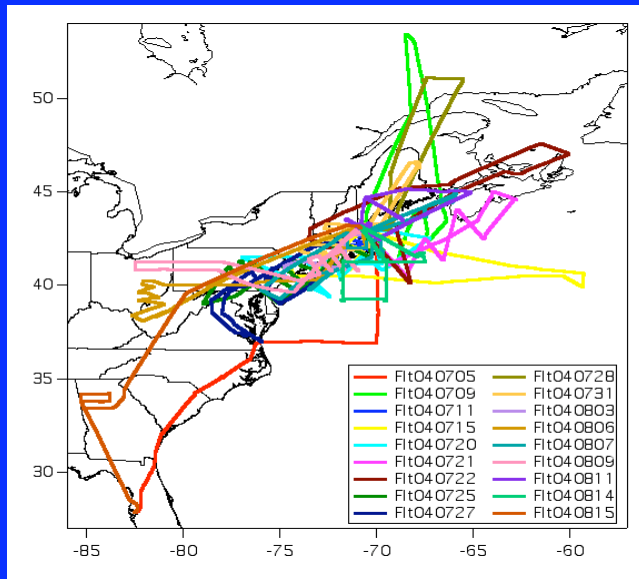 50
45
40
35
30
-85 -80 -75 -70 -65 -60
Flt040705 Flt040728
Flt040709 Flt040731
Flt040711 Flt040803
Flt040715 Flt040806
Flt040720 Flt040807
Flt040721 Flt040809
Flt040722 Flt040811
Flt040725 Flt040814
Flt040727 Flt040815